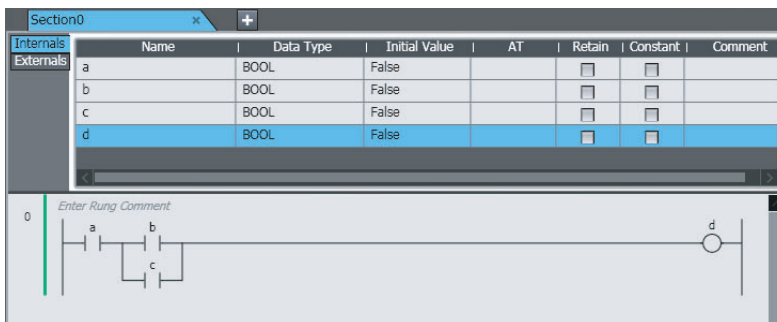 Section0 × +
Internals
Externals
Name Data Type Initial Value AT Retain Constant Comment
a BOOL False
b BOOL False
c BOOL False
d BOOL False
0 Enter Rung Comment
a b d
c